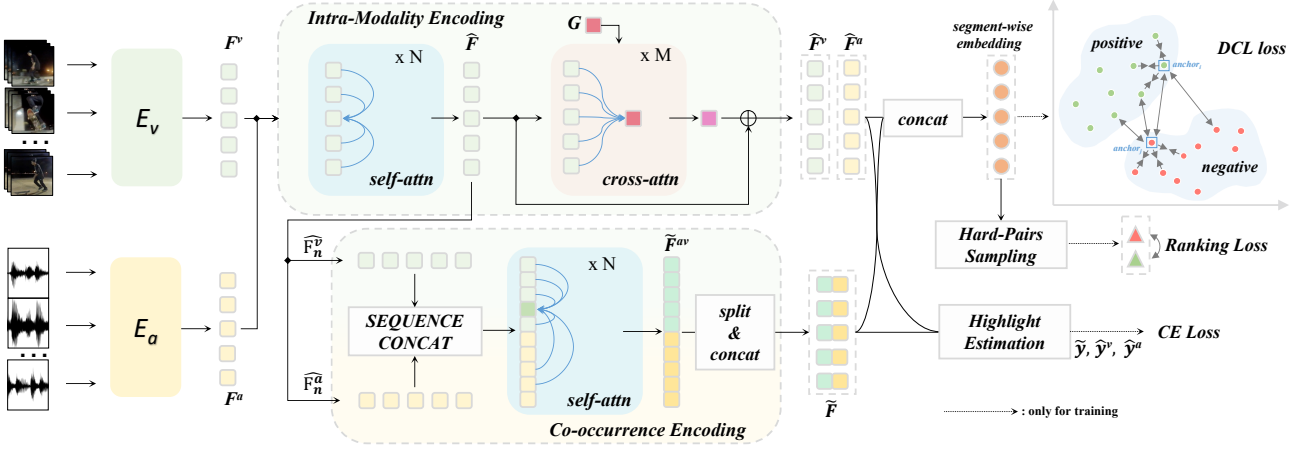 Intra-Modality Encoding
F^v
E_v
x N
self-attn
F̂
G
x M
cross-attn
F̂^v
F̂^a
segment-wise
embedding
concat
positive
anchor_i
DCL loss
anchor_j
negative
Hard-Pairs
Sampling
Ranking Loss
E_a
F^a
F̂_n^v
F̂_n^a
SEQUENCE
CONCAT
x N
self-attn
F̃^av
split
&
concat
F̃
Co-occurrence Encoding
Highlight
Estimation
ỹ, ŷ^v, ŷ^a
CE Loss
: only for training